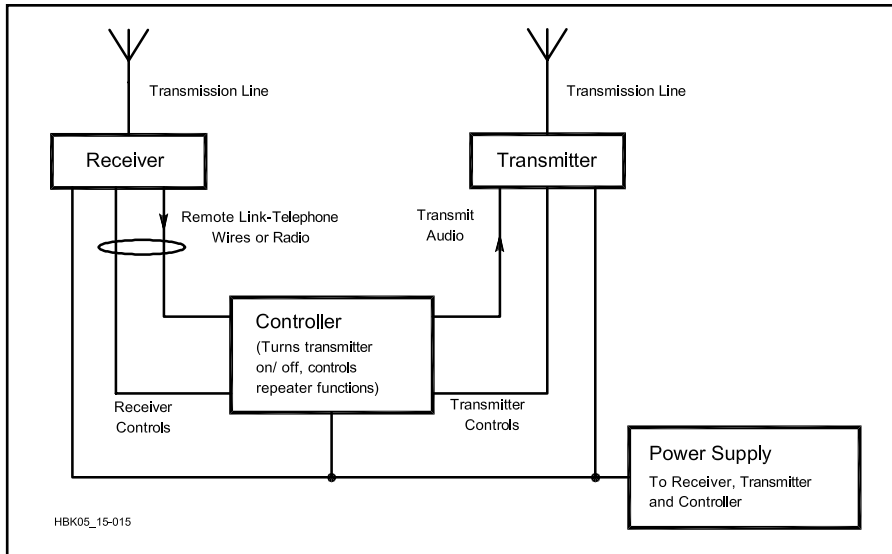 Transmission Line
Transmission Line
Receiver
Transmitter
Remote Link-Telephone
Wires or Radio
Transmit
Audio
Controller
(Turns transmitter
on/ off, controls
repeater functions)
Receiver
Controls
Transmitter
Controls
Power Supply
To Receiver, Transmitter
and Controller
HBK05_15-015